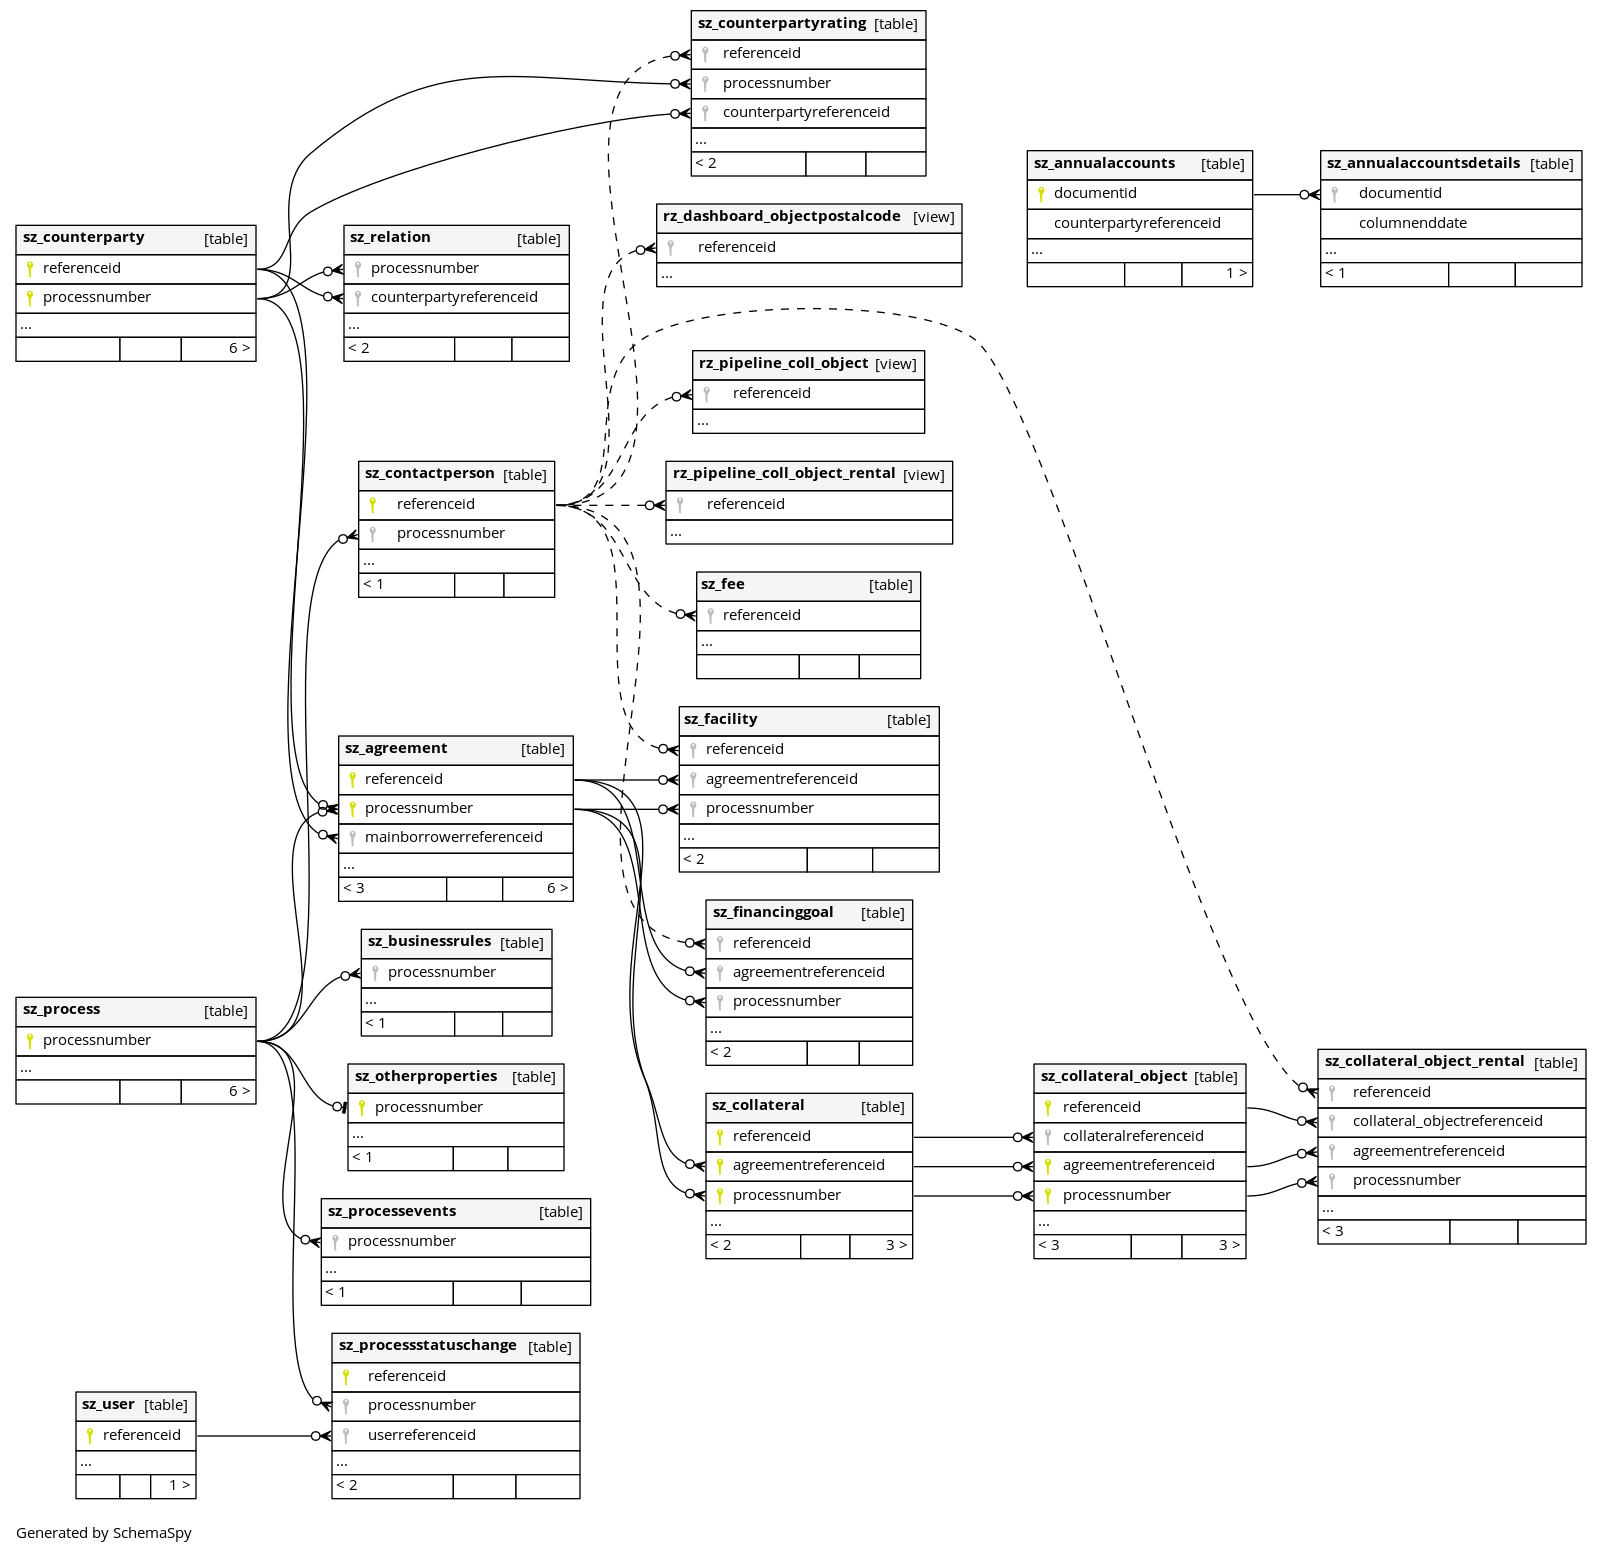 sz_counterpartyrating [table]
referenceid
processnumber
counterpartyreferenceid
...
< 2
sz_annualaccounts [table]
documentid
counterpartyreferenceid
...
1 >
sz_annualaccountsdetails [table]
documentid
columnenddate
...
< 1
rz_dashboard_objectpostalcode [view]
referenceid
...
sz_counterparty [table]
referenceid
processnumber
...
6 >
sz_relation [table]
processnumber
counterpartyreferenceid
...
< 2
rz_pipeline_coll_object [view]
referenceid
...
sz_contactperson [table]
referenceid
processnumber
...
< 1
rz_pipeline_coll_object_rental [view]
referenceid
...
sz_fee [table]
referenceid
...
sz_facility [table]
referenceid
agreementreferenceid
processnumber
...
< 2
sz_agreement [table]
referenceid
processnumber
mainborrowerreferenceid
...
< 3 6 >
sz_financinggoal [table]
referenceid
agreementreferenceid
processnumber
...
< 2
sz_businessrules [table]
processnumber
...
< 1
sz_process [table]
processnumber
...
6 >
sz_otherproperties [table]
processnumber
...
< 1
sz_collateral [table]
referenceid
agreementreferenceid
processnumber
...
< 2 3 >
sz_collateral_object [table]
referenceid
collateralreferenceid
agreementreferenceid
processnumber
...
< 3 3 >
sz_collateral_object_rental [table]
referenceid
collateral_objectreferenceid
agreementreferenceid
processnumber
...
< 3
sz_processevents [table]
processnumber
...
< 1
sz_processstatuschange [table]
referenceid
processnumber
userreferenceid
...
< 2
sz_user [table]
referenceid
...
1 >
Generated by SchemaSpy